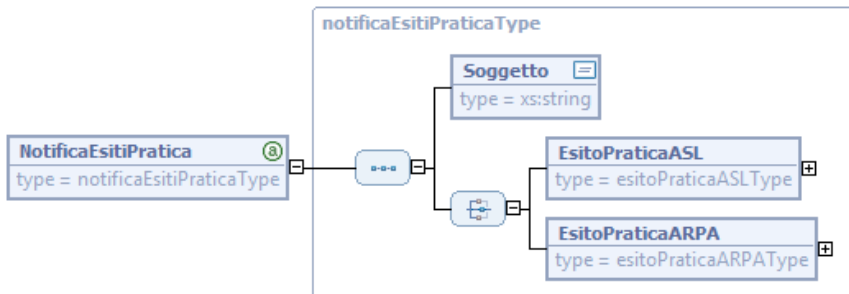 notificaEsitiPraticaType
Soggetto
type = xs:string
NotificaEsitiPratica
a
type = notificaEsitiPraticaType
EsitoPraticaASL
type = esitoPraticaASLType
EsitoPraticaARPA
type = esitoPraticaARPAType